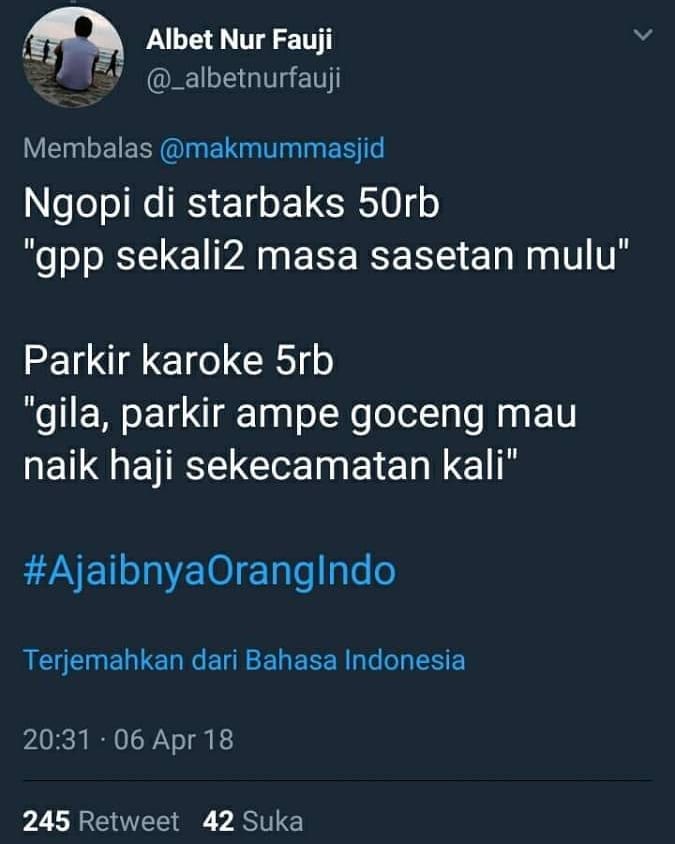 Albet Nur Fauji
@_albetnurfauji
Membalas @makmummasjid
Ngopi di starbaks 50rb
"gpp sekali2 masa sasetan mulu"
Parkir karoke 5rb
"gila, parkir ampe goceng mau
naik haji sekecamatan kali"
#AjaibnyaOrangIndo
Terjemahkan dari Bahasa Indonesia
20:31 · 06 Apr 18
245 Retweet 42 Suka